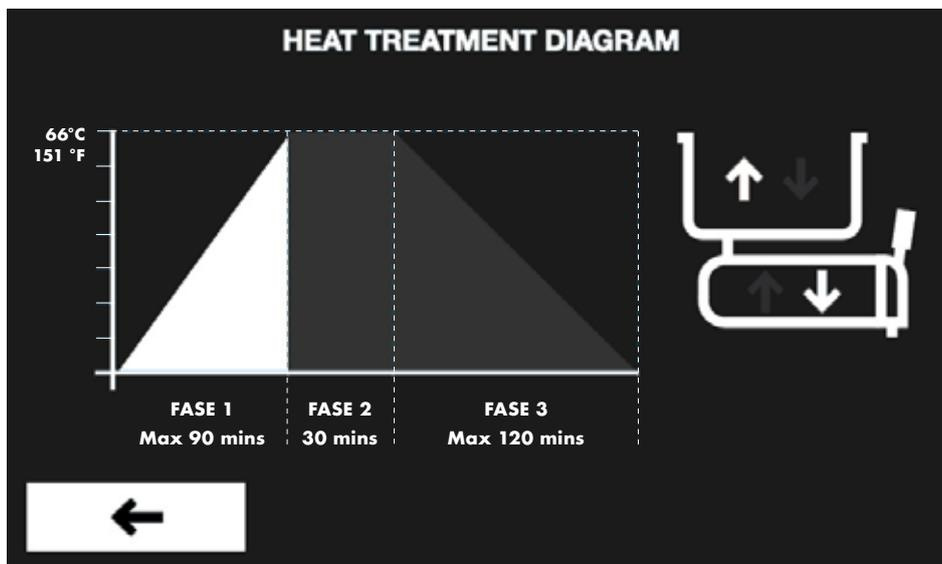 HEAT TREATMENT DIAGRAM
66°C
151 °F
FASE 1
Max 90 mins
FASE 2
30 mins
FASE 3
Max 120 mins